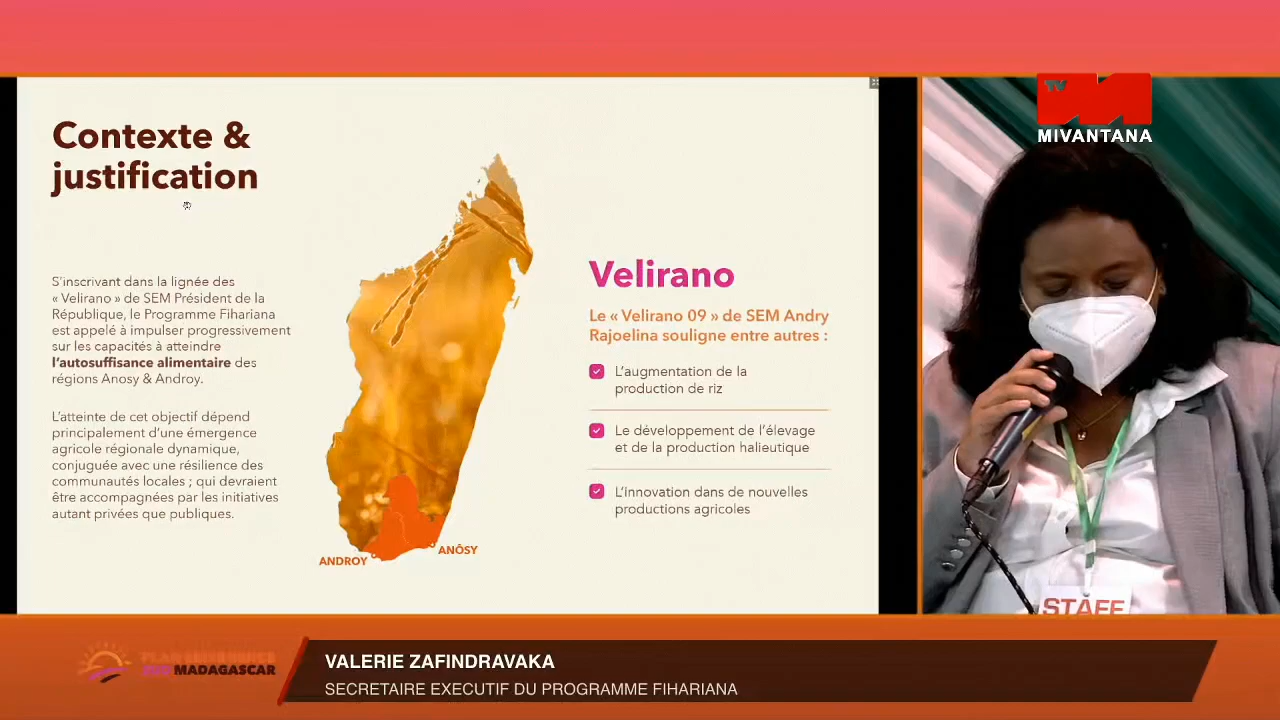 Contexte &
justification
S'inscrivant dans la lignée des
« Velirano » de SEM Président de la
République, le Programme Fihariana
est appelé à impulser progressivement
sur les capacités à atteindre
l'autosuffisance alimentaire des
régions Anosy & Androy.
L'atteinte de cet objectif dépend
principalement d'une émergence
agricole régionale dynamique,
conjuguée avec une résilience des
communautés locales ; qui devraient
être accompagnées par les initiatives
autant privées que publiques.
ANDROY
ANÔSY
Velirano
Le « Velirano 09 » de SEM Andry
Rajoelina souligne entre autres :
L'augmentation de la
production de riz
Le développement de l'élevage
et de la production halieutique
L'innovation dans de nouvelles
productions agricoles
TV
MIVANTANA
STAFF
MADAGASCAR
VALERIE ZAFINDRAVAKA
SECRETAIRE EXECUTIF DU PROGRAMME FIHARIANA